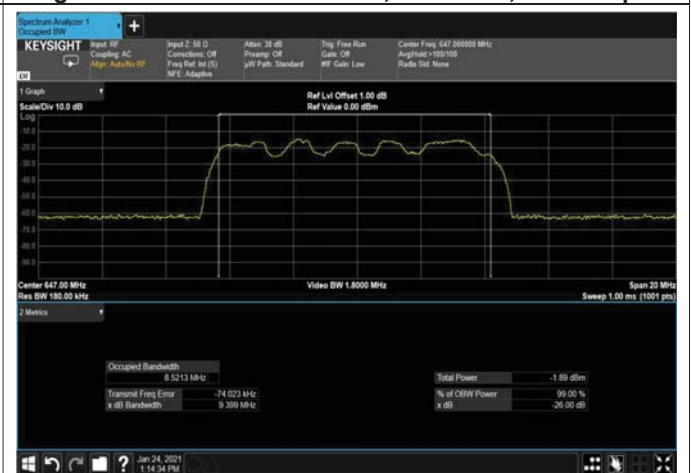 Spectrum Analyzer 1
Occupied BW
+
KEYSIGHT
Input: RF
Coupling: AC
Align: Auto/No RF
Input Z: 50 Ω
Corrections: Off
Freq Ref: Int (S)
NFE: Adaptive
Atten: 30 dB
Preamp: Off
µW Path: Standard
Trig: Free Run
Gate: Off
#IF Gain: Low
Center Freq: 647.000000 MHz
Avg|Hold:>100/100
Radio Std: None
1 Graph
Scale/Div 10.0 dB
Ref Lvl Offset 1.00 dB
Ref Value 0.00 dBm
Log
-10.0
-20.0
-30.0
-40.0
-50.0
-60.0
-70.0
-80.0
-90.0
Center 647.00 MHz
Res BW 180.00 kHz
Video BW 1.8000 MHz
Span 20 MHz
Sweep 1.00 ms (1001 pts)
2 Metrics
Occupied Bandwidth
8.5213 MHz
Transmit Freq Error -74.023 kHz
x dB Bandwidth 9.399 MHz
Total Power -1.89 dBm
% of OBW Power 99.00 %
x dB -26.00 dB
Jan 24, 2021
1:14:34 PM